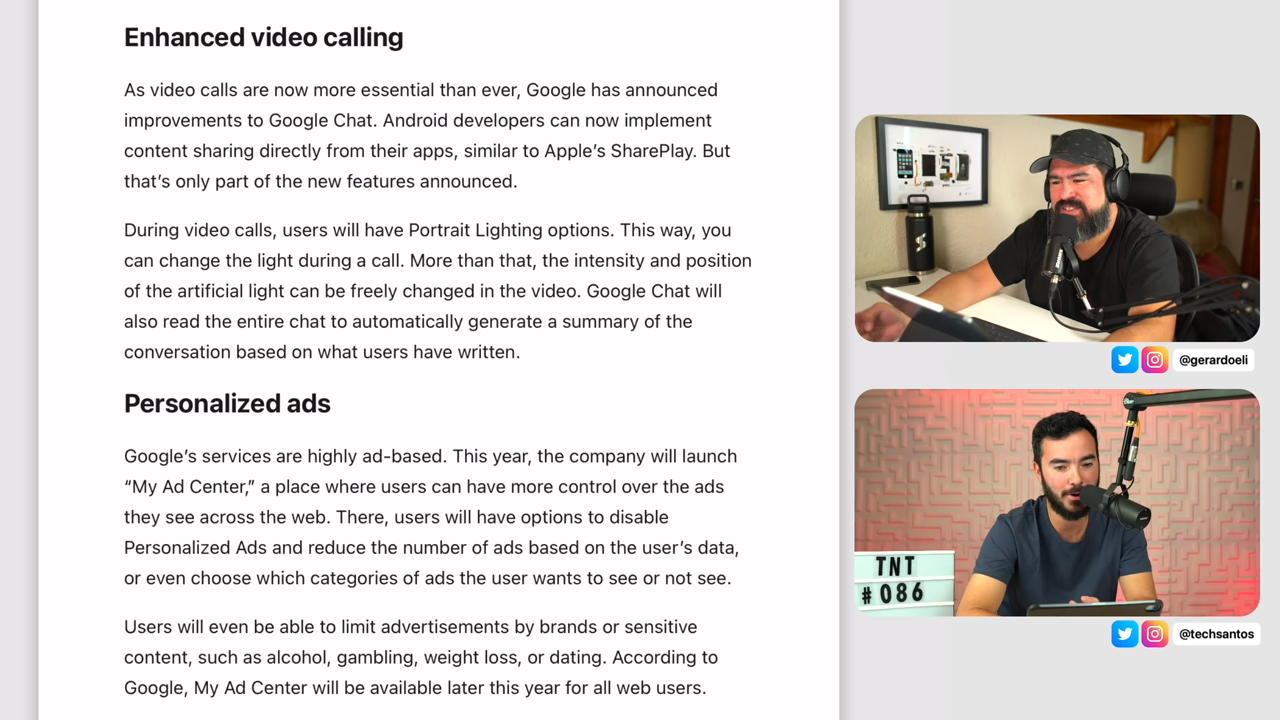 Enhanced video calling
As video calls are now more essential than ever, Google has announced
improvements to Google Chat. Android developers can now implement
content sharing directly from their apps, similar to Apple’s SharePlay. But
that’s only part of the new features announced.
During video calls, users will have Portrait Lighting options. This way, you
can change the light during a call. More than that, the intensity and position
of the artificial light can be freely changed in the video. Google Chat will
also read the entire chat to automatically generate a summary of the
conversation based on what users have written.
Personalized ads
Google’s services are highly ad-based. This year, the company will launch
“My Ad Center,” a place where users can have more control over the ads
they see across the web. There, users will have options to disable
Personalized Ads and reduce the number of ads based on the user’s data,
or even choose which categories of ads the user wants to see or not see.
Users will even be able to limit advertisements by brands or sensitive
content, such as alcohol, gambling, weight loss, or dating. According to
Google, My Ad Center will be available later this year for all web users.
@gerardoeli
TNT
#086
@techsantos